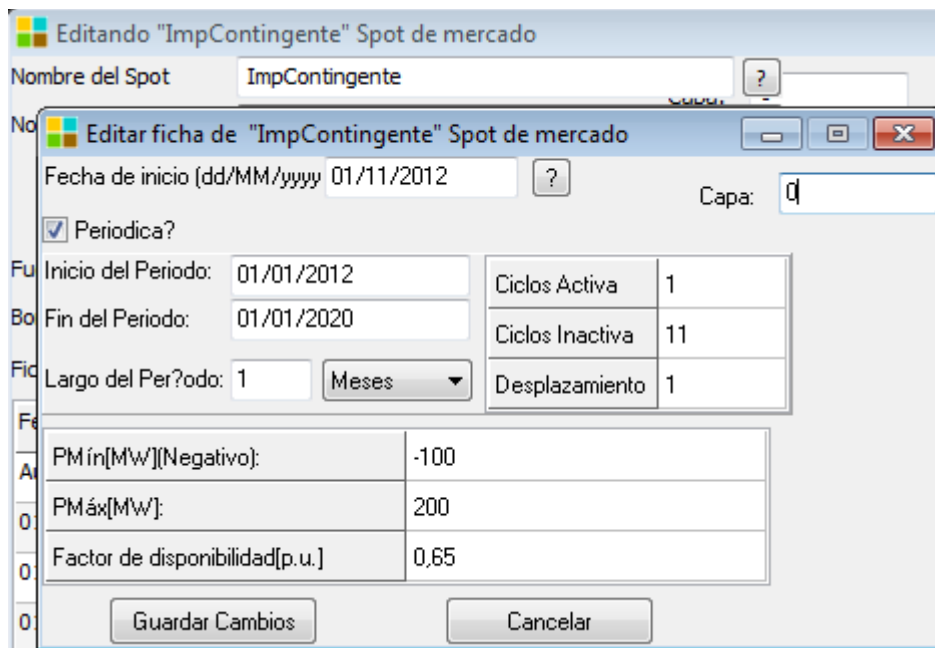 Editando "ImpContingente" Spot de mercado
Nombre del Spot ImpContingente ?
Editar ficha de "ImpContingente" Spot de mercado
Fecha de inicio (dd/MM/yyyy 01/11/2012 ? Capa: 0
Periodica?
Inicio del Periodo: 01/01/2012
Fin del Periodo: 01/01/2020
Largo del Per?odo: 1 Meses
Ciclos Activa 1
Ciclos Inactiva 11
Desplazamiento 1
PMín[MW](Negativo): -100
PMáx[MW]: 200
Factor de disponibilidad[p.u.] 0,65
Guardar Cambios Cancelar